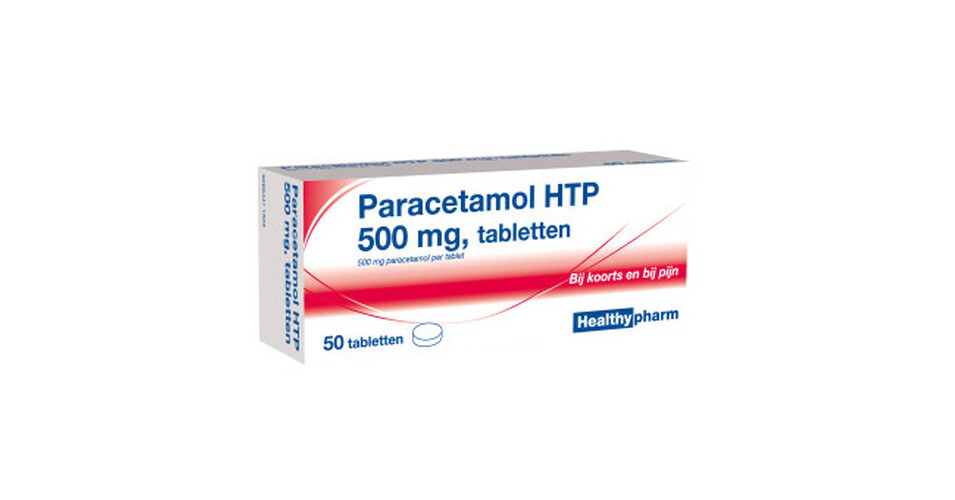 Paracetamol HTP
500 mg, tabletten
500 mg paracetamol per tablet
Bij koorts en bij pijn
Healthypharm
50 tabletten
Paracetamol HTP
500 mg, tabletten